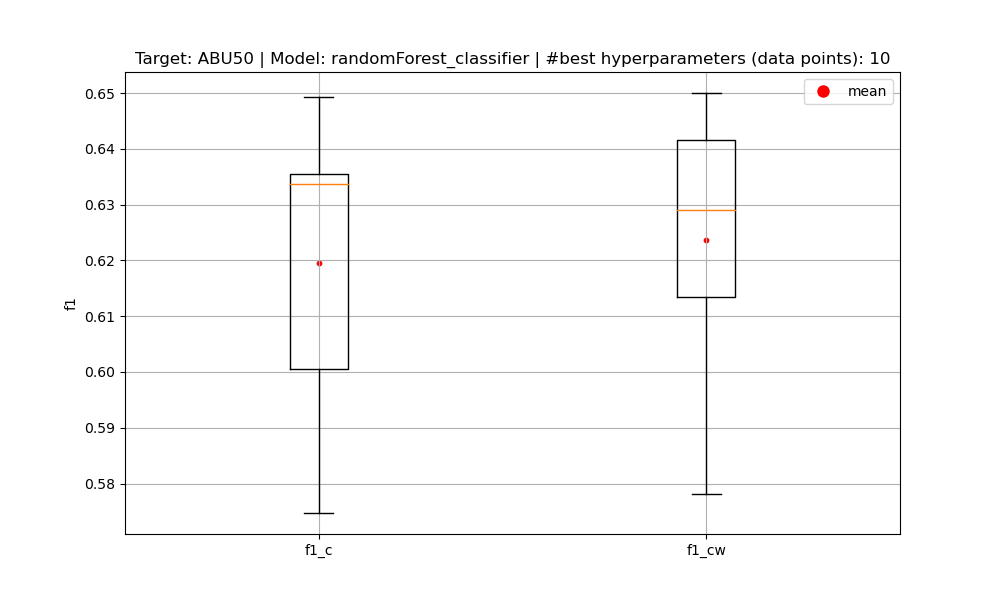 Target: ABU50 | Model: randomForest_classifier | #best hyperparameters (data points): 10
mean
0.65
0.64
0.63
0.62
0.61
0.60
0.59
0.58
f1
f1_c
f1_cw